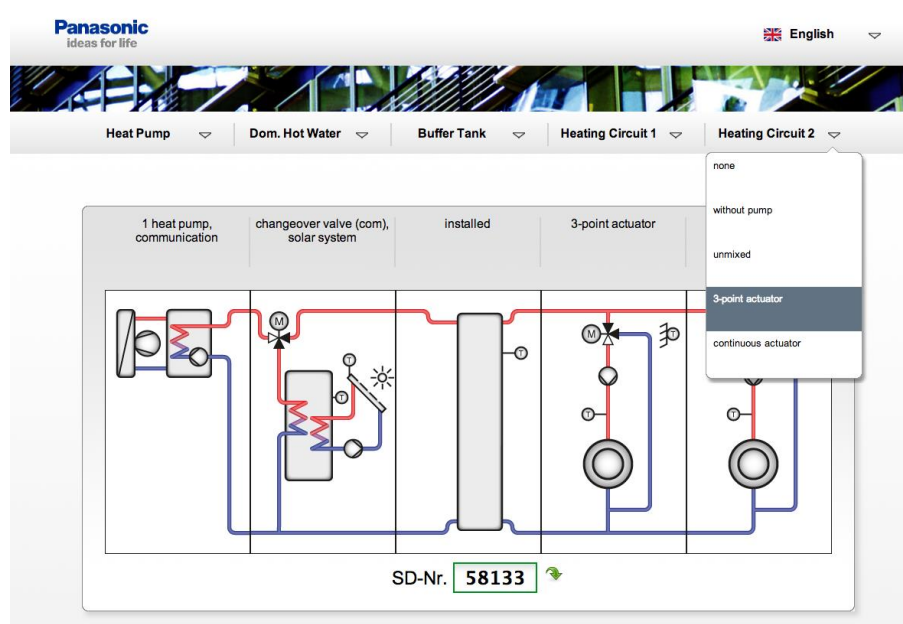 Panasonic
ideas for life
English
Heat Pump
Dom. Hot Water
Buffer Tank
Heating Circuit 1
Heating Circuit 2
none
without pump
unmixed
3-point actuator
continuous actuator
1 heat pump,
communication
changeover valve (com),
solar system
installed
3-point actuator
M
T
T
T
M
T
T
T
SD-Nr. 58133